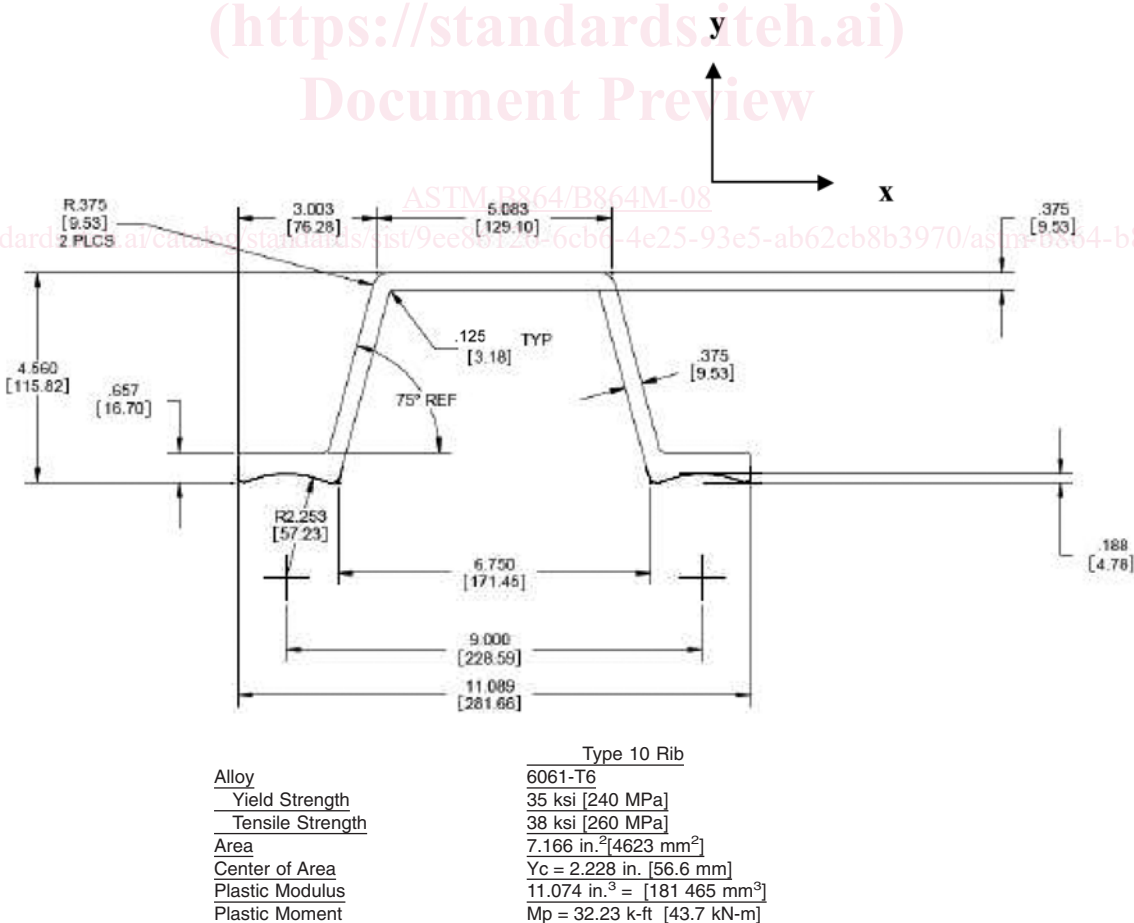 (https://standards.iteh.ai)
Document Preview
y
x
ASTM B864/B864M-08
R.375
[9.53]
2 PLCS
3.003
[76.28]
5.083
[129.10]
.375
[9.53]
4.560
[115.82]
.657
[16.70]
.125 TYP
[3.18]
75° REF
.375
[9.53]
R2.253
[57.23]
6.750
[171.45]
.188
[4.78]
9.000
[228.59]
11.089
[281.66]
Type 10 Rib
Alloy 6061-T6
Yield Strength 35 ksi [240 MPa]
Tensile Strength 38 ksi [260 MPa]
Area 7.166 in.²[4623 mm²]
Center of Area Yc = 2.228 in. [56.6 mm]
Plastic Modulus 11.074 in.³ = [181 465 mm³]
Plastic Moment Mp = 32.23 k-ft [43.7 kN-m]